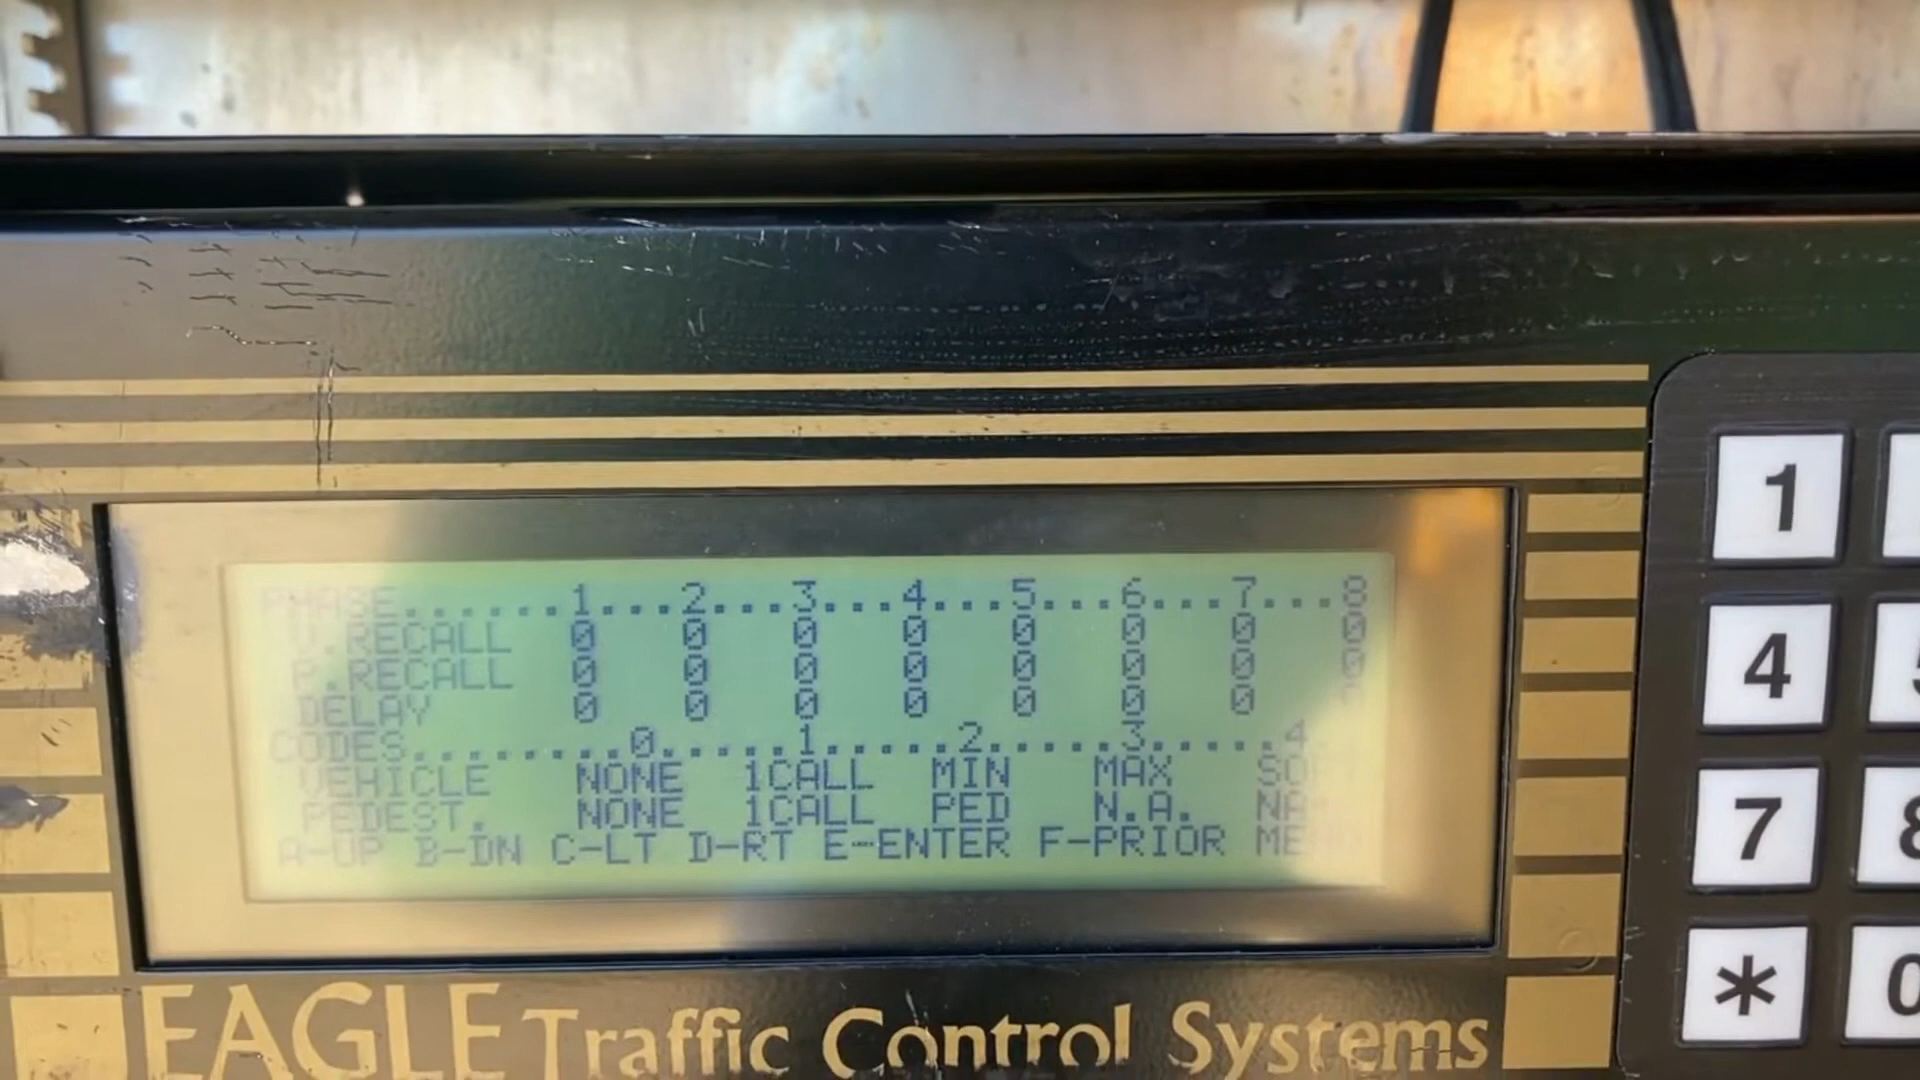 PHASE......1...2...3...4...5...6...7...8
V.RECALL 0 0 0 0 0 0 0 0
P.RECALL 0 0 0 0 0 0 0 0
DELAY 0 0 0 0 0 0 0
CODES........0.....1.....2.....3.....4
VEHICLE NONE 1CALL MIN MAX
PEDEST. NONE 1CALL PED N.A.
A-UP B-DN C-LT D-RT E-ENTER F-PRIOR
EAGLE Traffic Control Systems
1
4
7 8
* 0